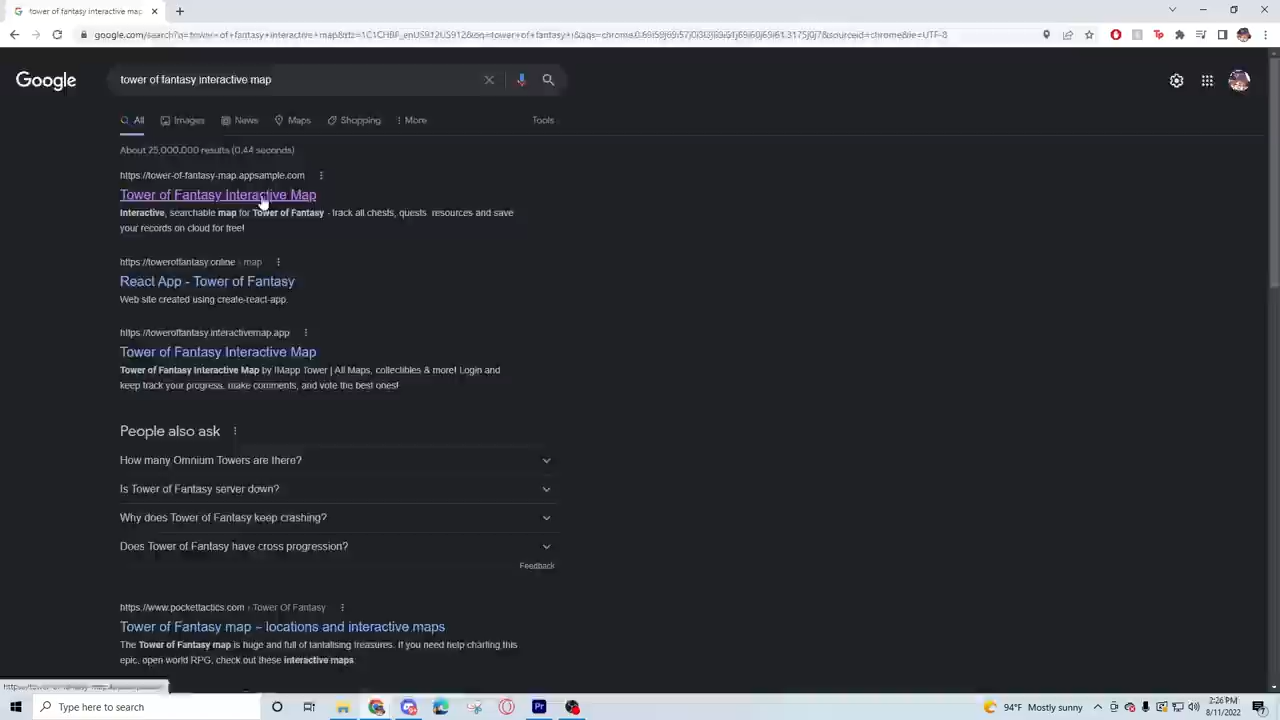 tower of fantasy interactive map
Google
tower of fantasy interactive map
All
Images
News
Maps
Shopping
More
Tools
About 25,000,000 results (0.44 seconds)
https://tower-of-fantasy-map.appsample.com
Tower of Fantasy Interactive Map
Interactive, searchable map for Tower of Fantasy - track all chests, quests resources and save
your records on cloud for free!
https://toweroffantasy.online › map
React App - Tower of Fantasy
Web site created using create-react-app.
https://toweroffantasy.interactivemap.app
Tower of Fantasy Interactive Map
Tower of Fantasy Interactive Map by IMapp Tower | All Maps, collectibles & more! Login and
keep track your progress, make comments, and vote the best ones!
People also ask
How many Omnium Towers are there?
Is Tower of Fantasy server down?
Why does Tower of Fantasy keep crashing?
Does Tower of Fantasy have cross progression?
Feedback
https://www.pockettactics.com › Tower Of Fantasy
Tower of Fantasy map – locations and interactive maps
The Tower of Fantasy map is huge and full of tantalising treasures. If you need help charting this
epic, open world RPG, check out these interactive maps.
Type here to search
94°F Mostly sunny
2:26 PM
8/11/2022